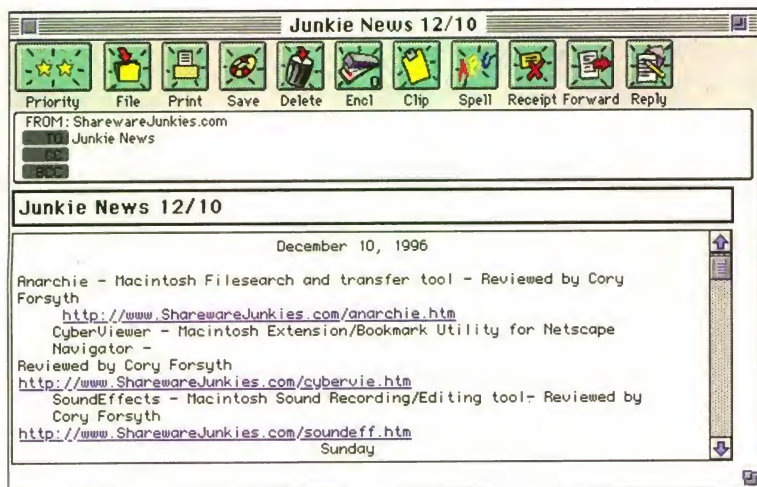 Junkie News 12/10
Priority File Print Save Delete Encl 0 Clip Spell Receipt Forward Reply
FROM: SharewareJunkies.com
TO Junkie News
CC
BCC
Junkie News 12/10
December 10, 1996
Anarchie - Macintosh Filesearch and transfer tool - Reviewed by Cory
Forsyth
http://www.SharewareJunkies.com/anarchie.htm
CyberViewer - Macintosh Extension/Bookmark Utility for Netscape
Navigator -
Reviewed by Cory Forsyth
http://www.SharewareJunkies.com/cybervie.htm
SoundEffects - Macintosh Sound Recording/Editing tool- Reviewed by
Cory Forsyth
http://www.SharewareJunkies.com/soundeff.htm
Sunday